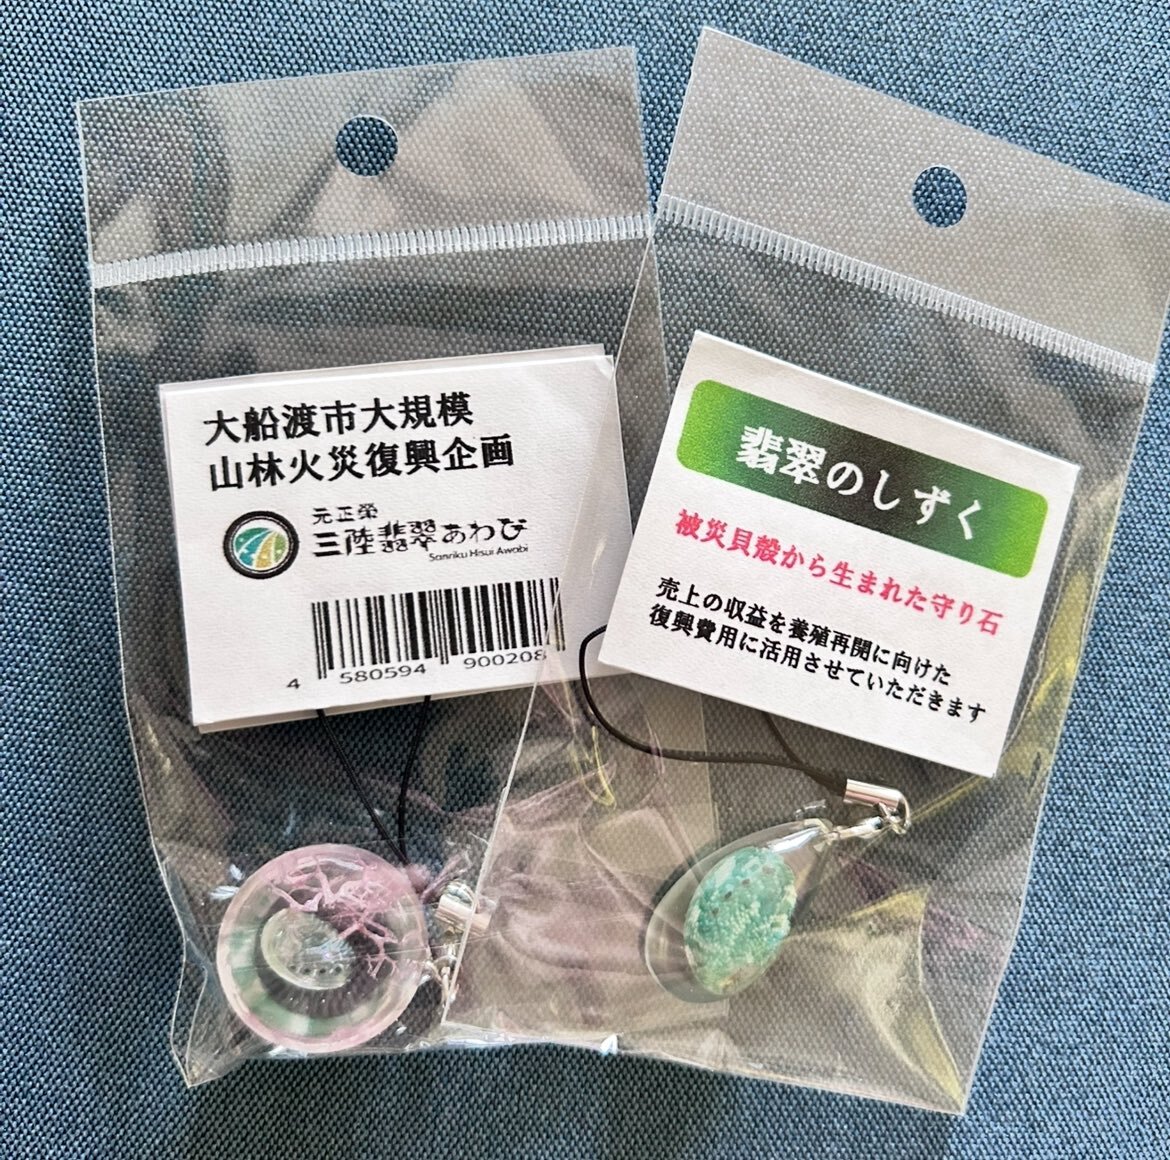 大船渡市大規模
山林火災復興企画
元正榮
三陸翡翠あわび
Sanriku Hisui Awabi
4 580594 900208
翡翠のしずく
被災貝殻から生まれた守り石
売上の収益を養殖再開に向けた
復興費用に活用させていただきます